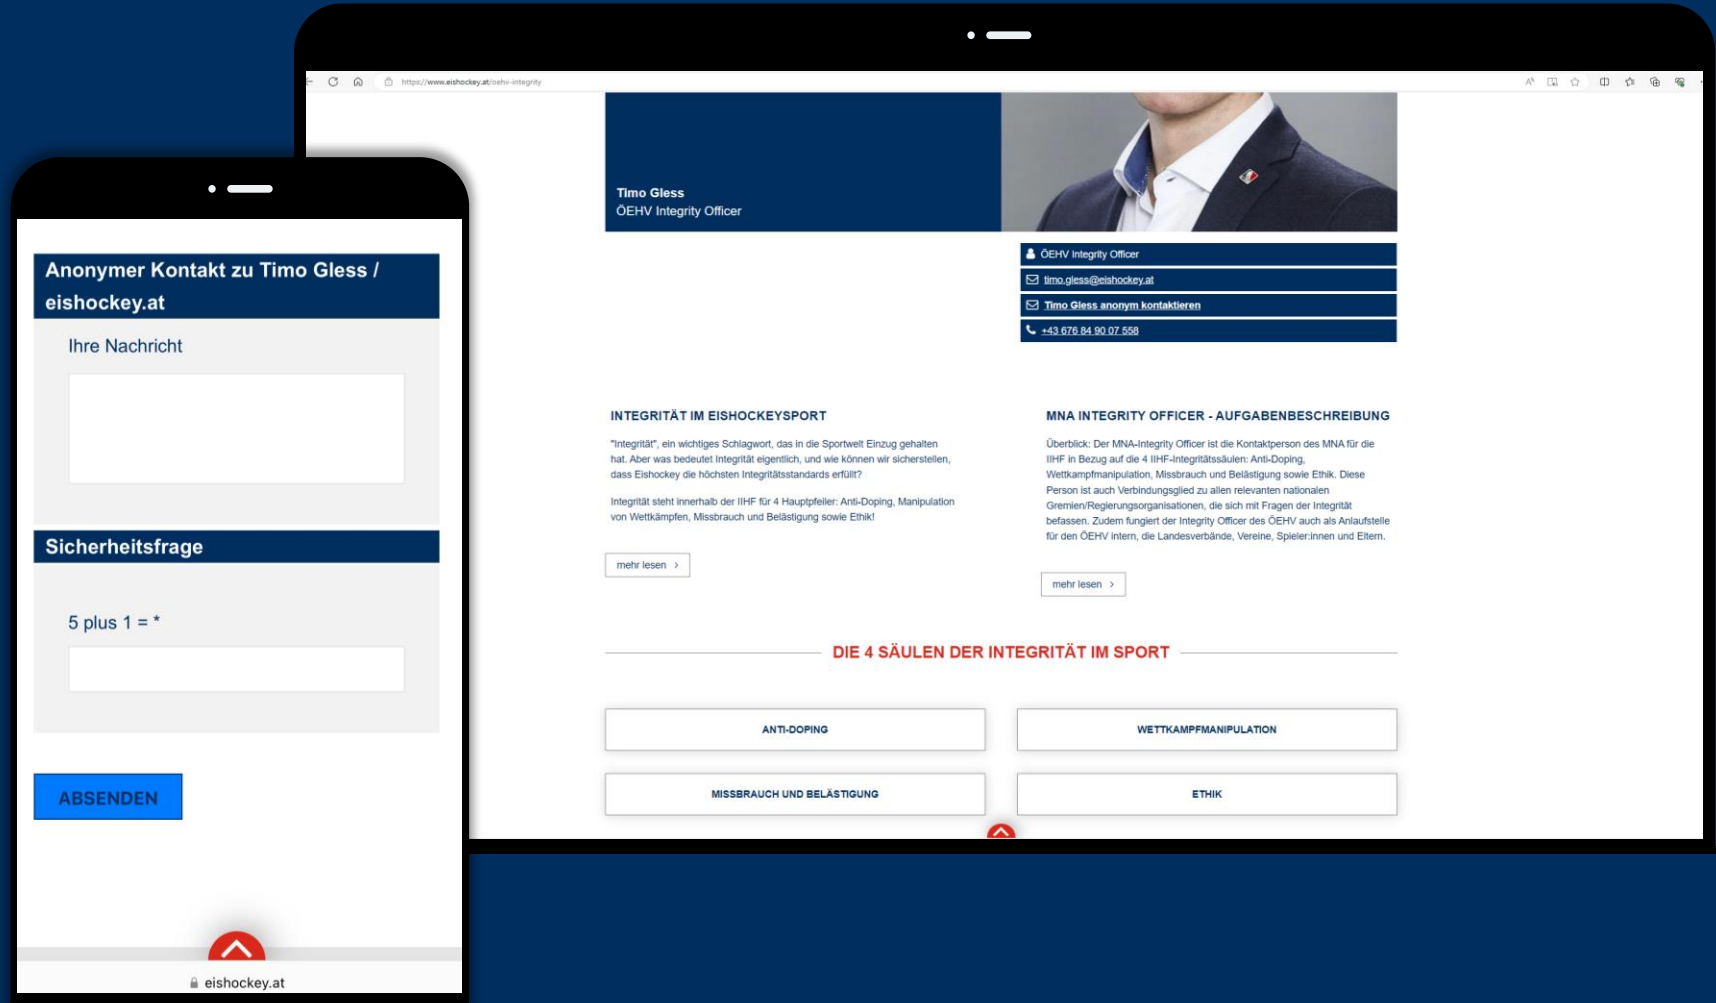 https://www.eishockey.at/oehv-integrity
Timo Gless
ÖEHV Integrity Officer
ÖEHV Integrity Officer
timo.gless@eishockey.at
Timo Gless anonym kontaktieren
+43 676 84 90 07 558
INTEGRITÄT IM EISHOCKEYSPORT
"Integrität", ein wichtiges Schlagwort, das in die Sportwelt Einzug gehalten
hat. Aber was bedeutet Integrität eigentlich, und wie können wir sicherstellen,
dass Eishockey die höchsten Integritätsstandards erfüllt?
Integrität steht innerhalb der IIHF für 4 Hauptpfeiler: Anti-Doping, Manipulation
von Wettkämpfen, Missbrauch und Belästigung sowie Ethik!
mehr lesen >
MNA INTEGRITY OFFICER - AUFGABENBESCHREIBUNG
Überblick: Der MNA-Integrity Officer ist die Kontaktperson des MNA für die
IIHF in Bezug auf die 4 IIHF-Integritätssäulen: Anti-Doping,
Wettkampfmanipulation, Missbrauch und Belästigung sowie Ethik. Diese
Person ist auch Verbindungsglied zu allen relevanten nationalen
Gremien/Regierungsorganisationen, die sich mit Fragen der Integrität
befassen. Zudem fungiert der Integrity Officer des ÖEHV auch als Anlaufstelle
für den ÖEHV intern, die Landesverbände, Vereine, Spieler:innen und Eltern.
mehr lesen >
DIE 4 SÄULEN DER INTEGRITÄT IM SPORT
ANTI-DOPING
WETTKAMPFMANIPULATION
MISSBRAUCH UND BELÄSTIGUNG
ETHIK
Anonymer Kontakt zu Timo Gless /
eishockey.at
Ihre Nachricht
Sicherheitsfrage
5 plus 1 = *
ABSENDEN
eishockey.at